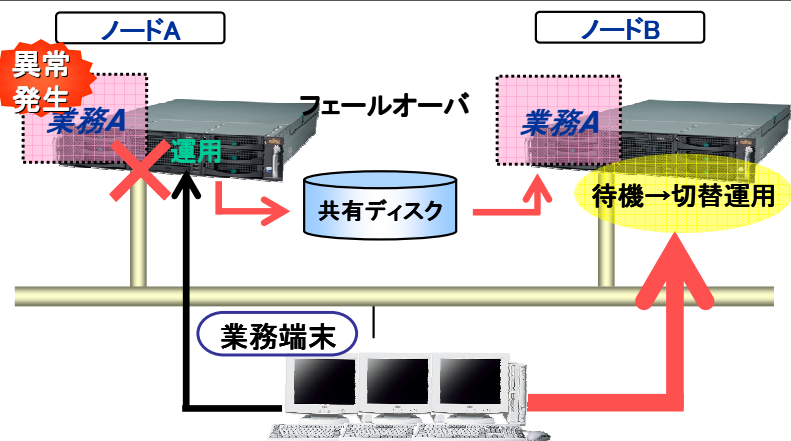 ノードA
ノードB
異常
発生
業務A
フェールオーバ
業務A
運用
共有ディスク
待機→切替運用
業務端末